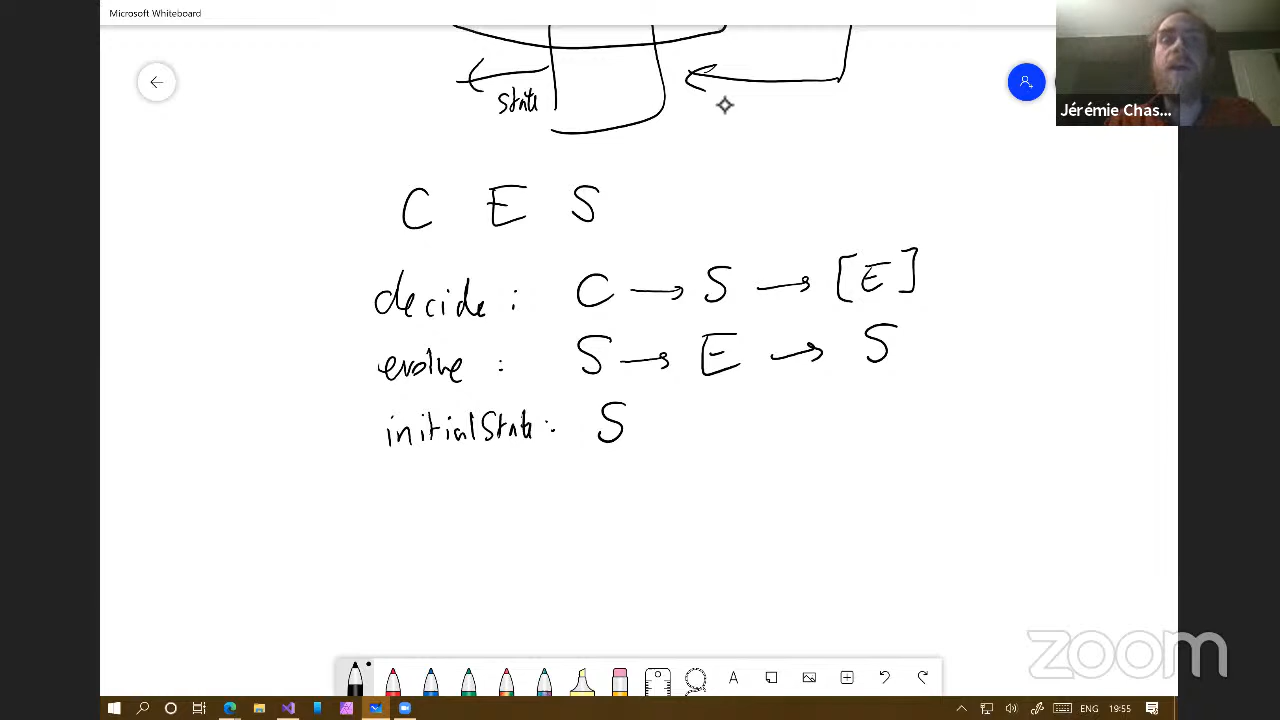 Microsoft Whiteboard
state
Jérémie Chas...
C E S
decide : C → S → [E]
evolve : S → E → S
initialState : S
zoom
A
ENG 19:55